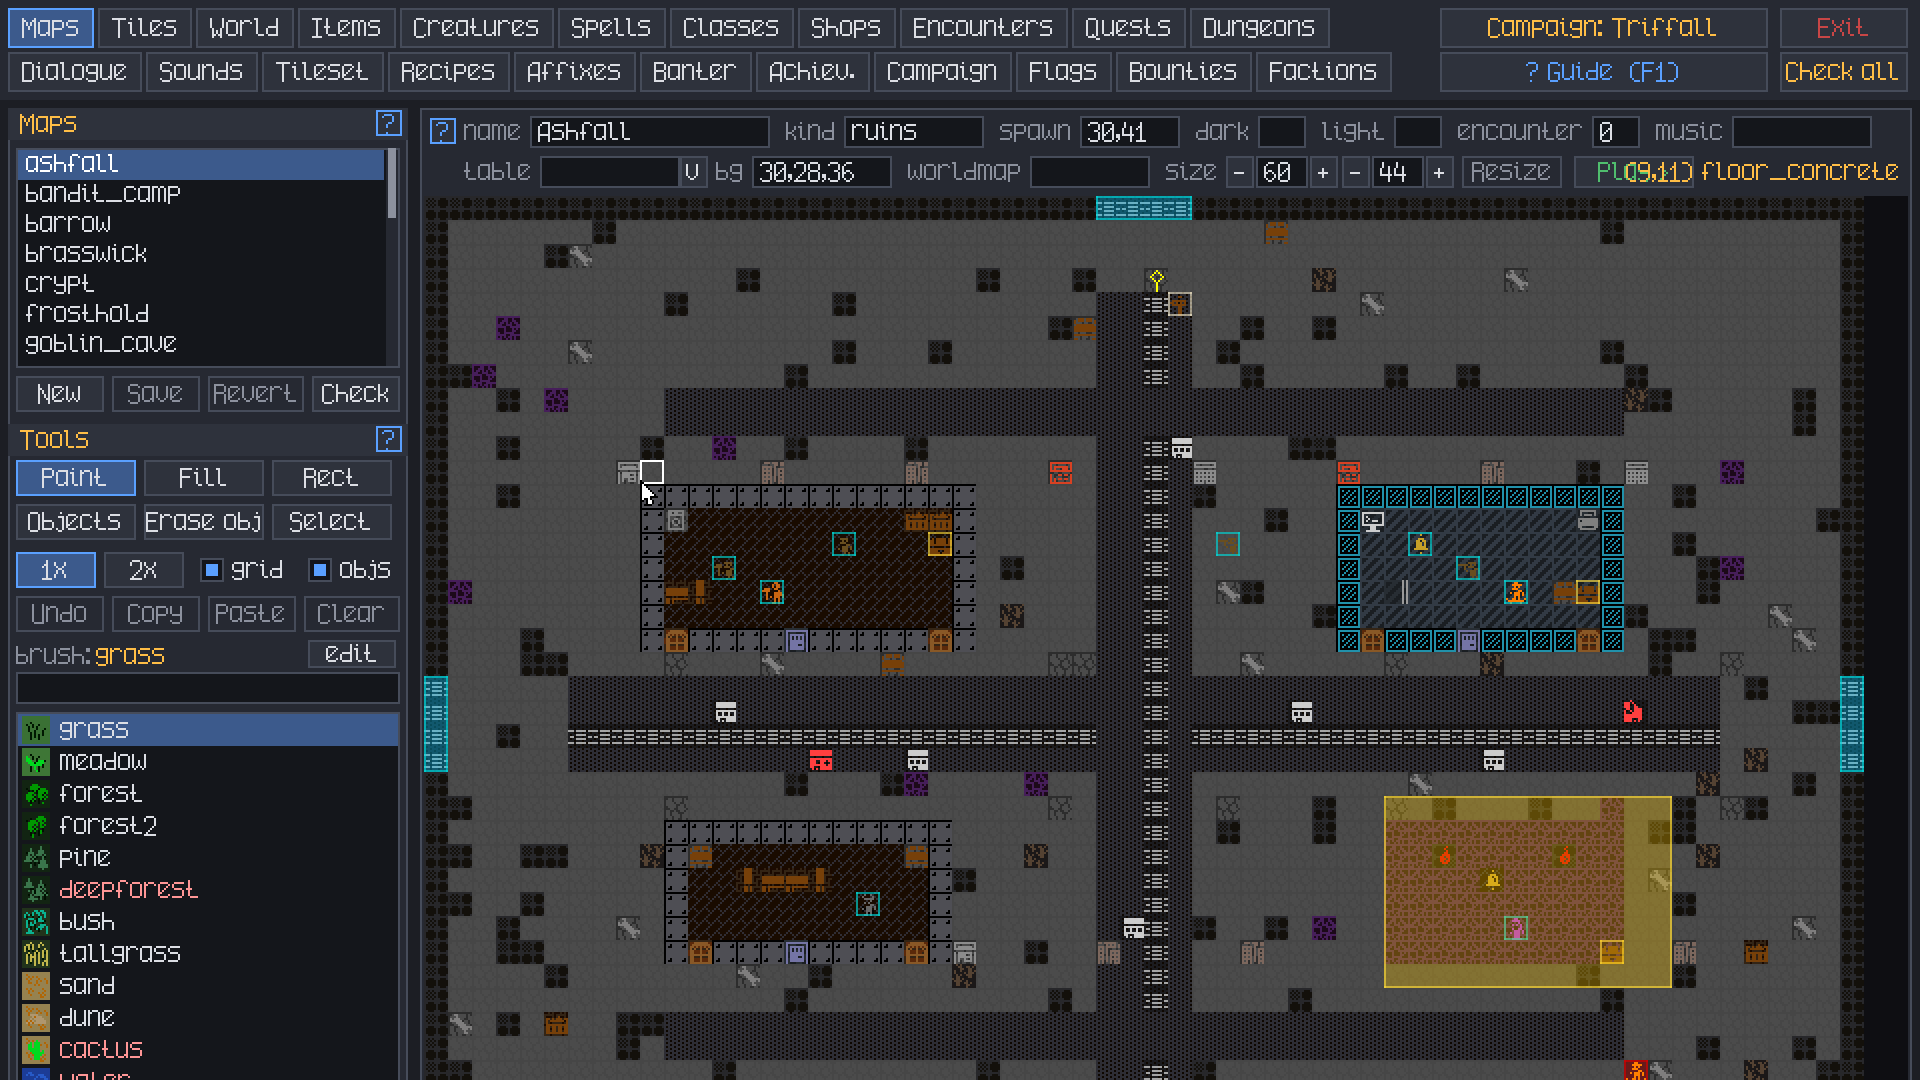 Maps Tiles World Items Creatures Spells Classes Shops Encounters Quests Dungeons Campaign: Triffall Exit
Dialogue Sounds Tileset Recipes Affixes Banter Achiev. Campaign Flags Bounties Factions ? Guide (F1) Check all
Maps ?
? name Ashfall kind ruins spawn 30,41 dark light encounter 0 music
table V bg 30,28,36 worldmap size - 60 + - 44 + Resize (9,11) floor_concrete
ashfall
bandit_camp
barrow
brasswick
crypt
frosthold
goblin_cave
New Save Revert Check
Tools ?
Paint Fill Rect
Objects Erase obj Select
1X 2X grid objs
Undo Copy Paste Clear
brush:grass edit
grass
meadow
forest
forest2
pine
deepforest
bush
tallgrass
sand
dune
cactus
water